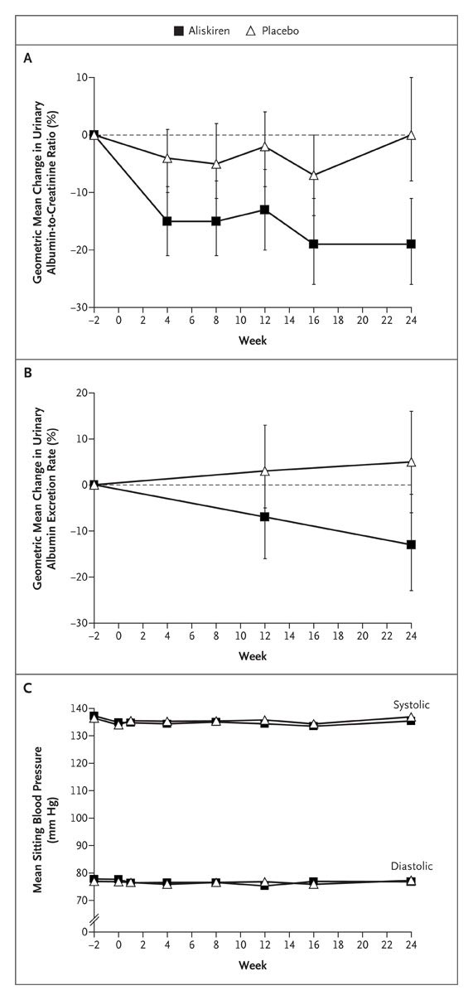 Aliskiren Placebo
A
Geometric Mean Change in Urinary
Albumin-to-Creatinine Ratio (%)
10
0
–10
–20
–30
–2 0 2 4 6 8 10 12 14 16 18 20 22 24
Week
B
Geometric Mean Change in Urinary
Albumin Excretion Rate (%)
20
10
0
–10
–20
–30
–2 0 2 4 6 8 10 12 14 16 18 20 22 24
Week
C
Mean Sitting Blood Pressure
(mm Hg)
140
130
120
110
100
90
80
70
0
Systolic
Diastolic
–2 0 2 4 6 8 10 12 14 16 18 20 22 24
Week